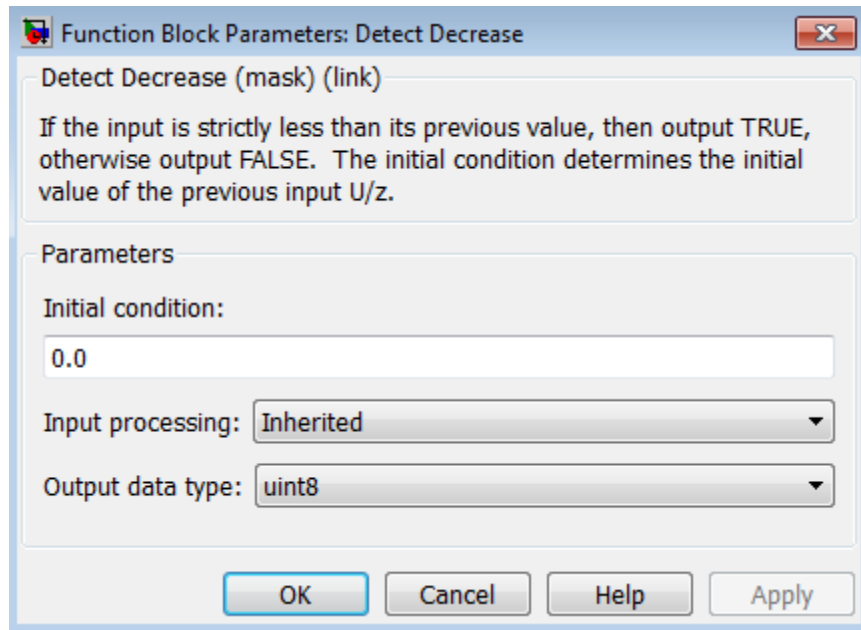 Function Block Parameters: Detect Decrease
Detect Decrease (mask) (link)
If the input is strictly less than its previous value, then output TRUE,
otherwise output FALSE.  The initial condition determines the initial
value of the previous input U/z.
Parameters
Initial condition:
0.0
Input processing: Inherited
Output data type: uint8
OK Cancel Help Apply